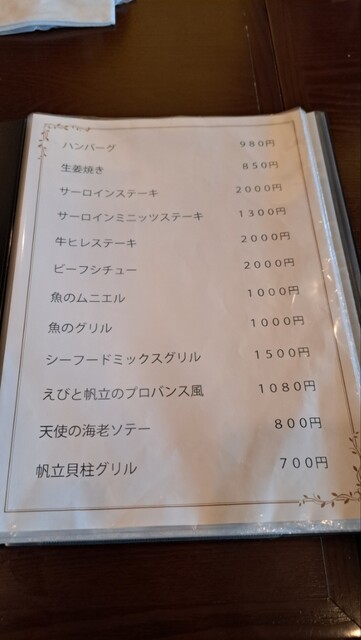 ハンバーグ 980円
生姜焼き 850円
サーロインステーキ 2000円
サーロインミニッツステーキ 1300円
牛ヒレステーキ 2000円
ビーフシチュー 2000円
魚のムニエル 1000円
魚のグリル 1000円
シーフードミックスグリル 1500円
えびと帆立のプロバンス風 1080円
天使の海老ソテー 800円
帆立貝柱グリル 700円